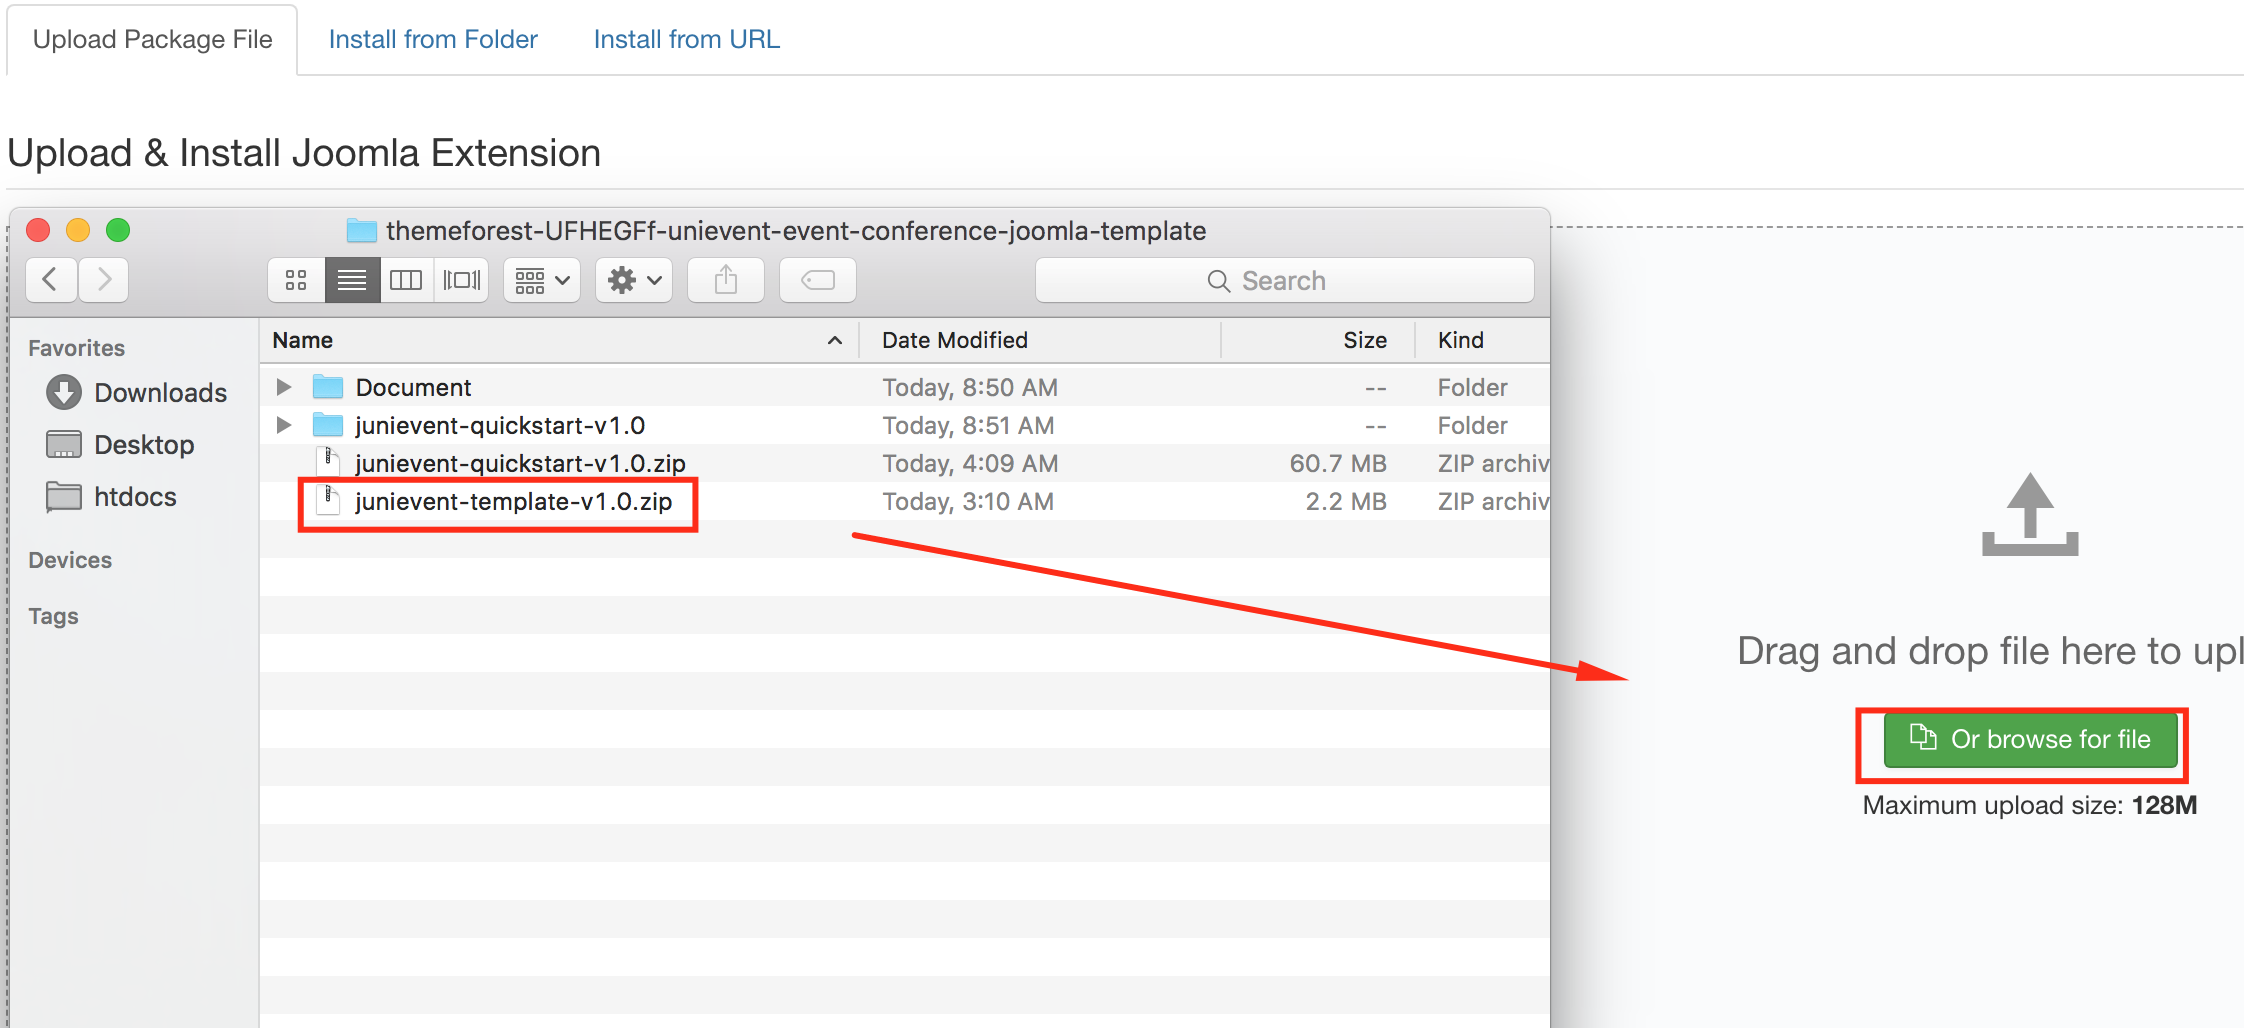 Upload Package File Install from Folder Install from URL
Upload & Install Joomla Extension
themeforest-UFHEGFf-unievent-event-conference-joomla-template
Search
Favorites
Downloads
Desktop
htdocs
Devices
Tags
Name Date Modified Size Kind
Document Today, 8:50 AM -- Folder
junievent-quickstart-v1.0 Today, 8:51 AM -- Folder
junievent-quickstart-v1.0.zip Today, 4:09 AM 60.7 MB ZIP archiv
junievent-template-v1.0.zip Today, 3:10 AM 2.2 MB ZIP archiv
Drag and drop file here to upl
Or browse for file
Maximum upload size: 128M